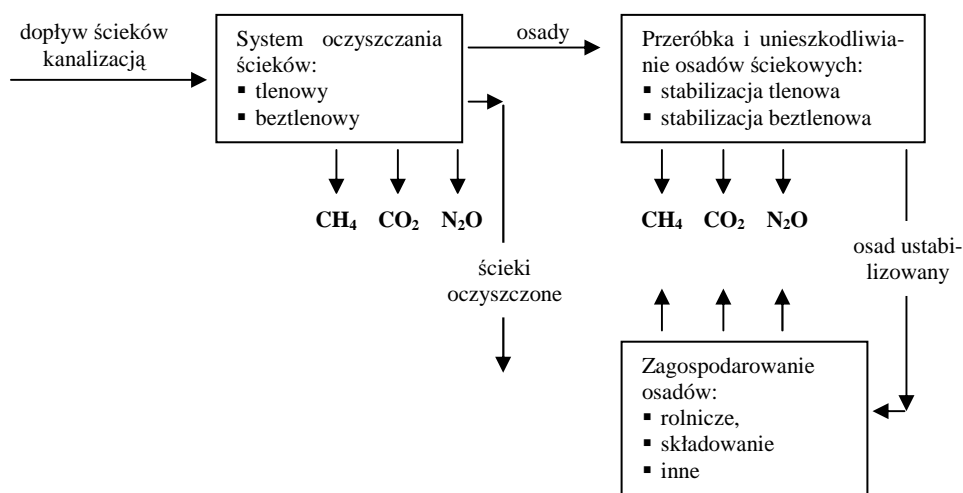 dopływ ścieków
kanalizacją
System oczyszczania
ścieków:
▪ tlenowy
▪ beztlenowy
osady
Przeróbka i unieszkodliwia-
nie osadów ściekowych:
▪ stabilizacja tlenowa
▪ stabilizacja beztlenowa
CH₄ CO₂ N₂O
CH₄ CO₂ N₂O
ścieki
oczyszczone
osad ustabi-
lizowany
Zagospodarowanie
osadów:
▪ rolnicze,
▪ składowanie
▪ inne